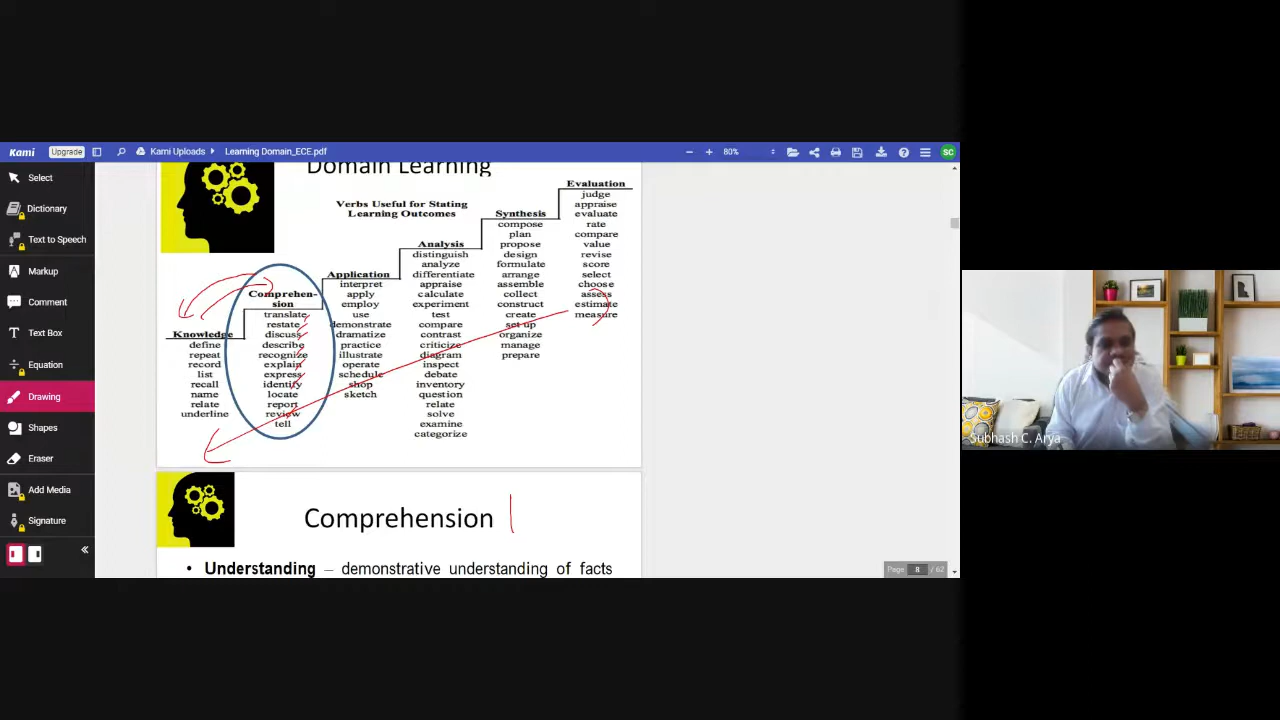 Kami
Upgrade
Kami Uploads
Learning Domain_ECE.pdf
80%
SC
Select
Dictionary
Text to Speech
Markup
Comment
Text Box
Equation
Drawing
Shapes
Eraser
Add Media
Signature
Domain Learning
Verbs Useful for Stating
Learning Outcomes
Knowledge
define
repeat
record
list
recall
name
relate
underline
Comprehen-
sion
translate
restate
discuss
describe
recognize
explain
express
identify
locate
report
review
tell
Application
interpret
apply
employ
use
demonstrate
dramatize
practice
illustrate
operate
schedule
shop
sketch
Analysis
distinguish
analyze
differentiate
appraise
calculate
experiment
test
compare
contrast
criticize
diagram
inspect
debate
inventory
question
relate
solve
examine
categorize
Synthesis
compose
plan
propose
design
formulate
arrange
assemble
collect
construct
create
set up
organize
manage
prepare
Evaluation
judge
appraise
evaluate
rate
compare
value
revise
score
select
choose
assess
estimate
measure
Comprehension
• Understanding – demonstrative understanding of facts
Page 8 / 62
Subhash C. Arya